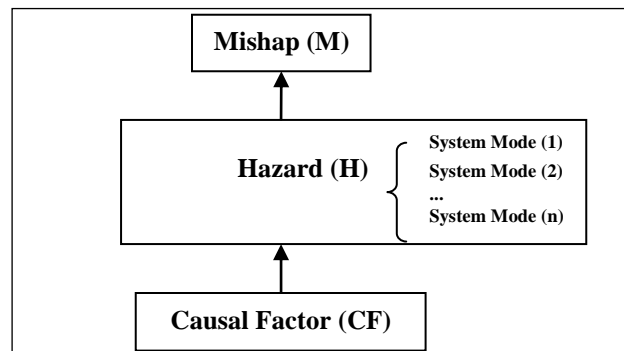 Mishap (M)
Hazard (H)
System Mode (1)
System Mode (2)
...
System Mode (n)
Causal Factor (CF)